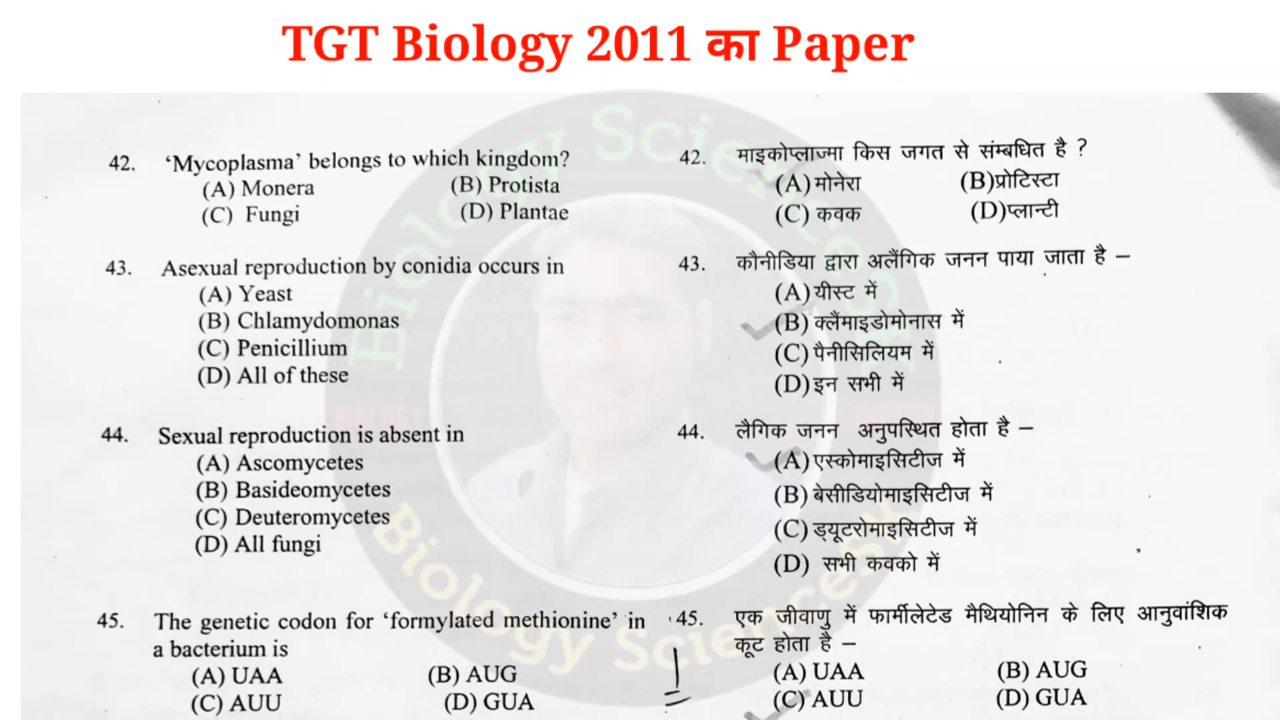 TGT Biology 2011 का Paper
42. ‘Mycoplasma’ belongs to which kingdom?
(A) Monera (B) Protista
(C) Fungi (D) Plantae
43. Asexual reproduction by conidia occurs in
(A) Yeast
(B) Chlamydomonas
(C) Penicillium
(D) All of these
44. Sexual reproduction is absent in
(A) Ascomycetes
(B) Basideomycetes
(C) Deuteromycetes
(D) All fungi
45. The genetic codon for ‘formylated methionine’ in
a bacterium is
(A) UAA (B) AUG
(C) AUU (D) GUA
42. माइकोप्लाज्मा किस जगत से संम्बधित है ?
(A) मोनेरा (B)प्रोटिस्टा
(C) कवक (D)प्लान्टी
43. कौनीडिया द्वारा अलैंगिक जनन पाया जाता है –
(A) यीस्ट में
(B) क्लैंमाइडोमोनास में
(C) पैनीसिलियम में
(D) इन सभी में
44. लैगिक जनन अनुपस्थित होता है –
(A) एस्कोमाइसिटीज में
(B) बेसीडियोमाइसिटीज में
(C) ड्यूटरोमाइसिटीज में
(D) सभी कवको में
45. एक जीवाणु में फार्मीलेटेड मैथियोनिन के लिए आनुवांशिक
कूट होता है –
(A) UAA (B) AUG
(C) AUU (D) GUA